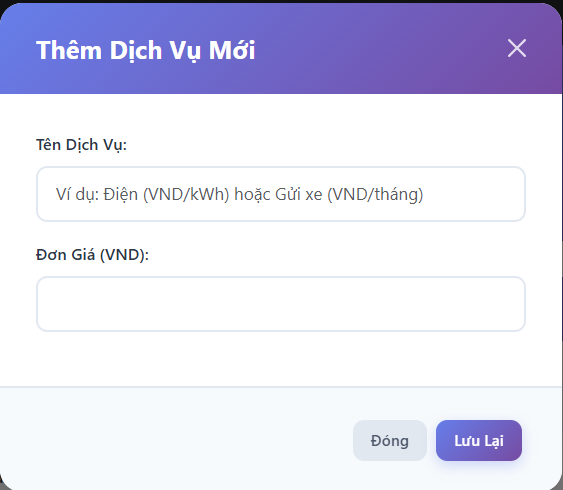 Thêm Dịch Vụ Mới
Tên Dịch Vụ:
Ví dụ: Điện (VND/kWh) hoặc Gửi xe (VND/tháng)
Đơn Giá (VND):
Đóng
Lưu Lại